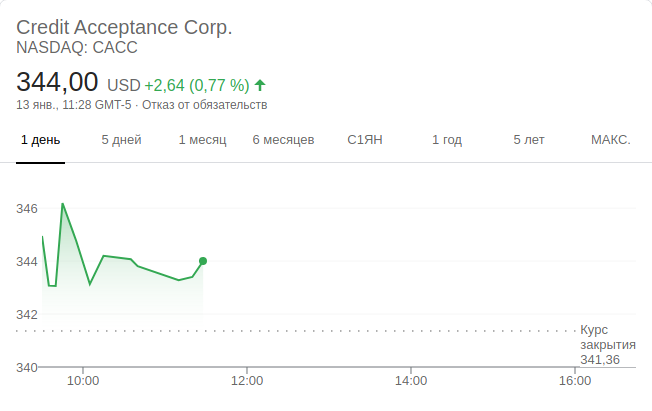 Credit Acceptance Corp.
NASDAQ: CACC
344,00 USD +2,64 (0,77 %)
13 янв., 11:28 GMT-5 · Отказ от обязательств
1 день 5 дней 1 месяц 6 месяцев С1ЯН 1 год 5 лет МАКС.
346
344
342
Курс
закрытия
341,36
340
10:00 12:00 14:00 16:00